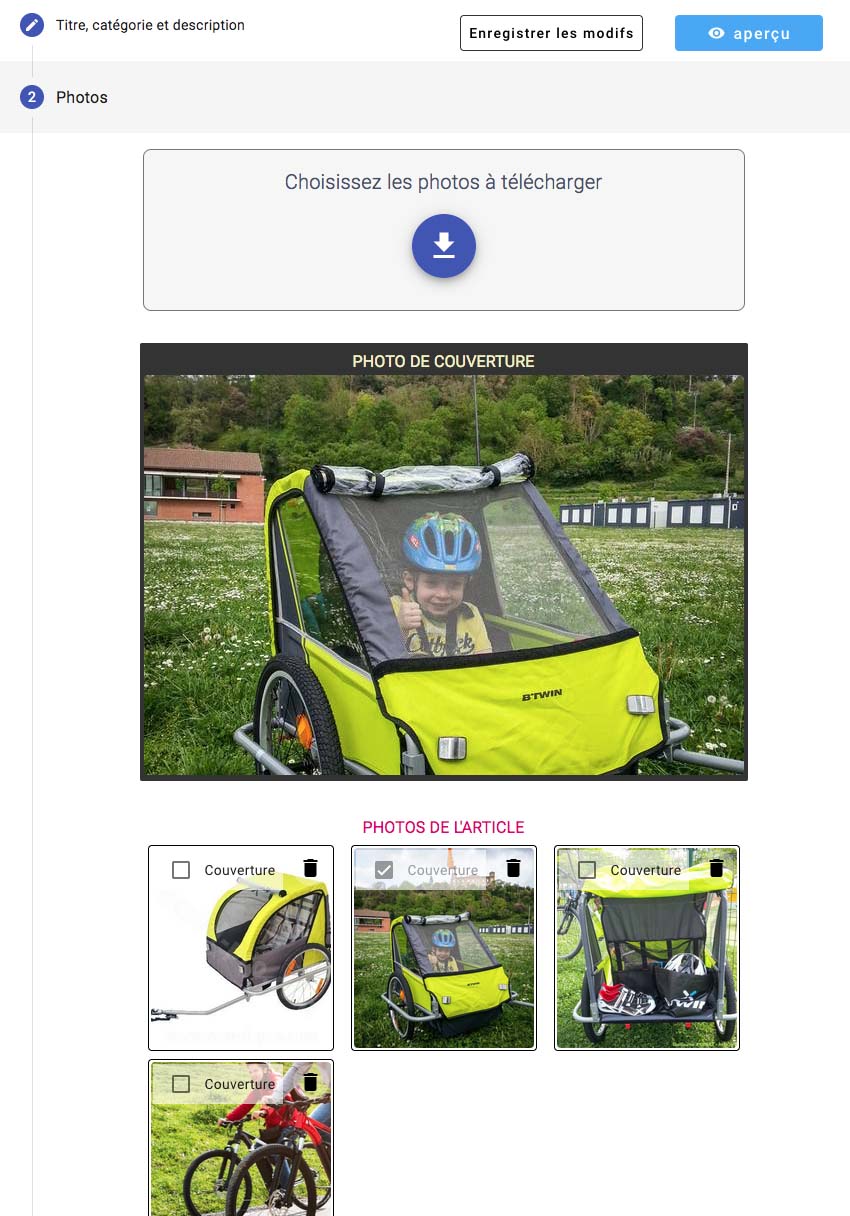 Titre, catégorie et description
Enregistrer les modifs
aperçu
2
Photos
Choisissez les photos à télécharger
PHOTO DE COUVERTURE
Outback
B'TWIN
PHOTOS DE L'ARTICLE
Couverture
Couverture
Couverture
Couverture